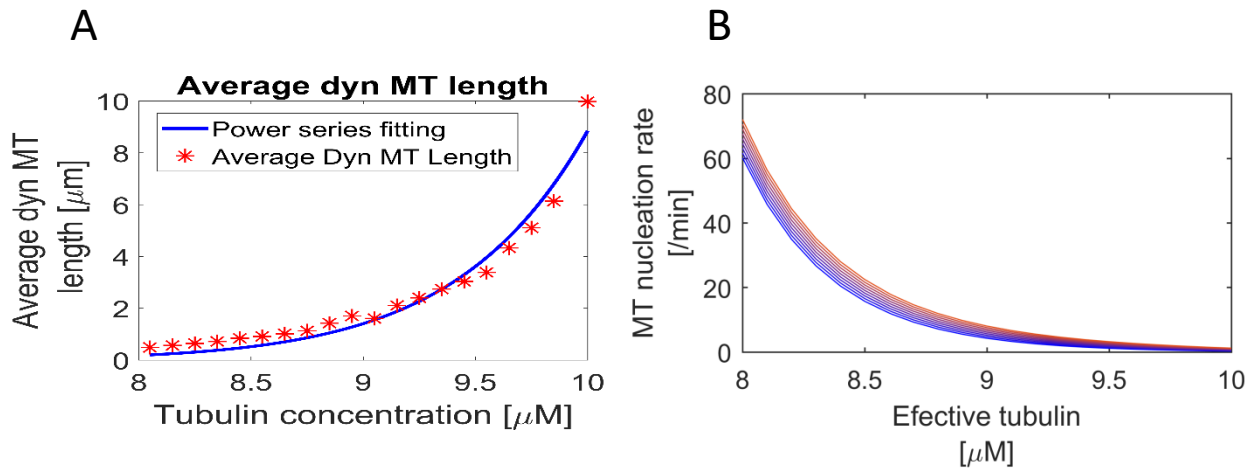 A
Average dyn MT length
Average dyn MT
length [μm]
10
8
6
4
2
0
Power series fitting
Average Dyn MT Length
8
8.5
9
9.5
10
Tubulin concentration [μM]
B
MT nucleation rate
[/min]
80
60
40
20
0
8
8.5
9
9.5
10
Efective tubulin
[μM]